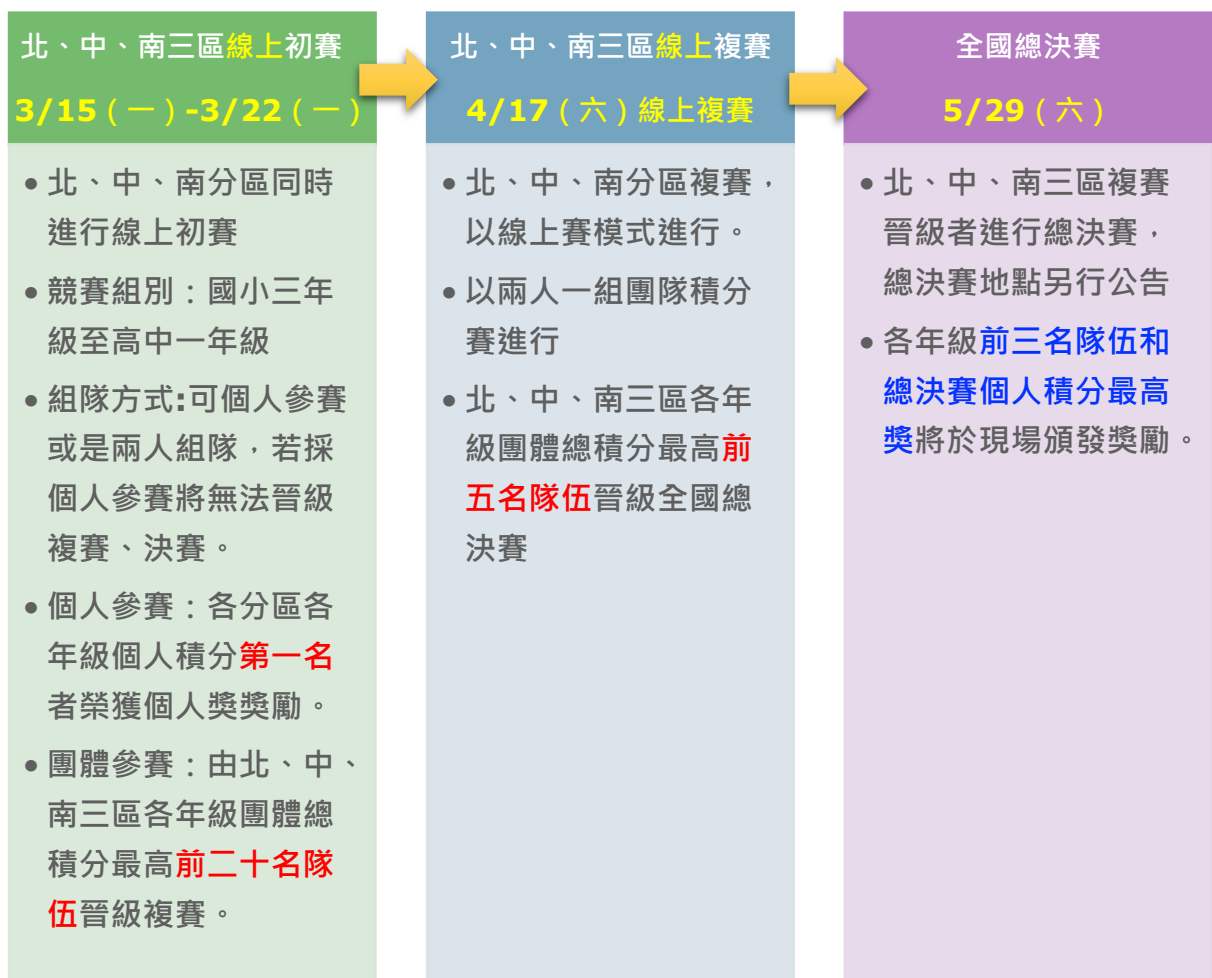 北、中、南三區線上初賽
3/15（一）-3/22（一）
•北、中、南分區同時
進行線上初賽
•競賽組別：國小三年
級至高中一年級
•組隊方式:可個人參賽
或是兩人組隊，若採
個人參賽將無法晉級
複賽、決賽。
•個人參賽：各分區各
年級個人積分第一名
者榮獲個人獎獎勵。
•團體參賽：由北、中、
南三區各年級團體總
積分最高前二十名隊
伍晉級複賽。
北、中、南三區線上複賽
4/17（六）線上複賽
•北、中、南分區複賽，
以線上賽模式進行。
•以兩人一組團隊積分
賽進行
•北、中、南三區各年
級團體總積分最高前
五名隊伍晉級全國總
決賽
全國總決賽
5/29（六）
•北、中、南三區複賽
晉級者進行總決賽，
總決賽地點另行公告
•各年級前三名隊伍和
總決賽個人積分最高
獎將於現場頒發獎勵。